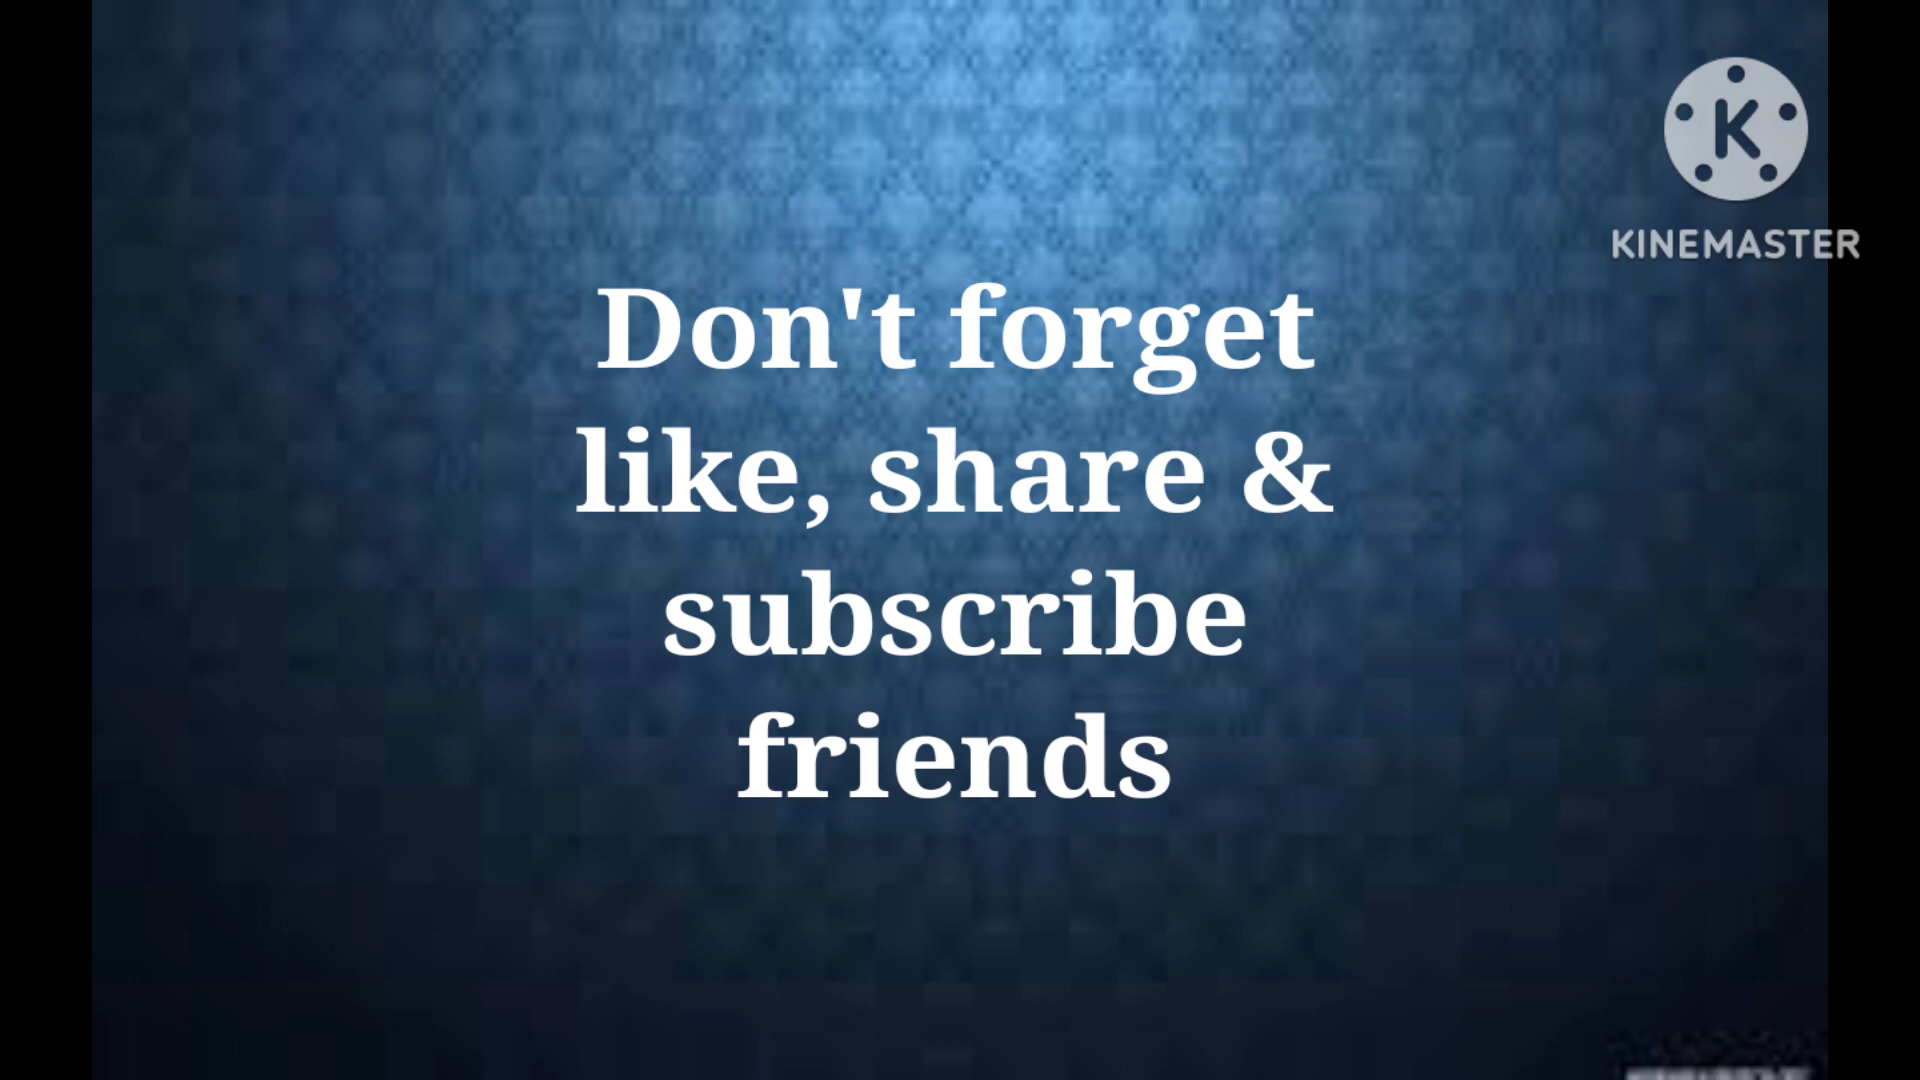 K
KINEMASTER
Don't forget
like, share &
subscribe
friends